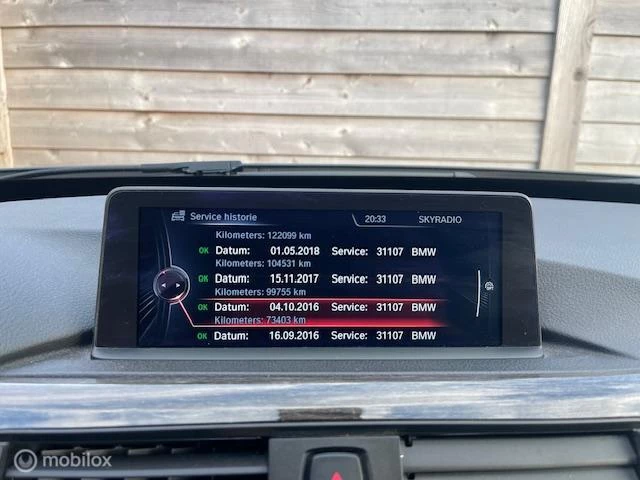 Service historie 20:33 SKYRADIO
Kilometers: 122099 km
OK Datum: 01.05.2018 Service: 31107 BMW
Kilometers: 104531 km
OK Datum: 15.11.2017 Service: 31107 BMW
Kilometers: 99755 km
OK Datum: 04.10.2016 Service: 31107 BMW
Kilometers: 73403 km
OK Datum: 16.09.2016 Service: 31107 BMW
mobilox